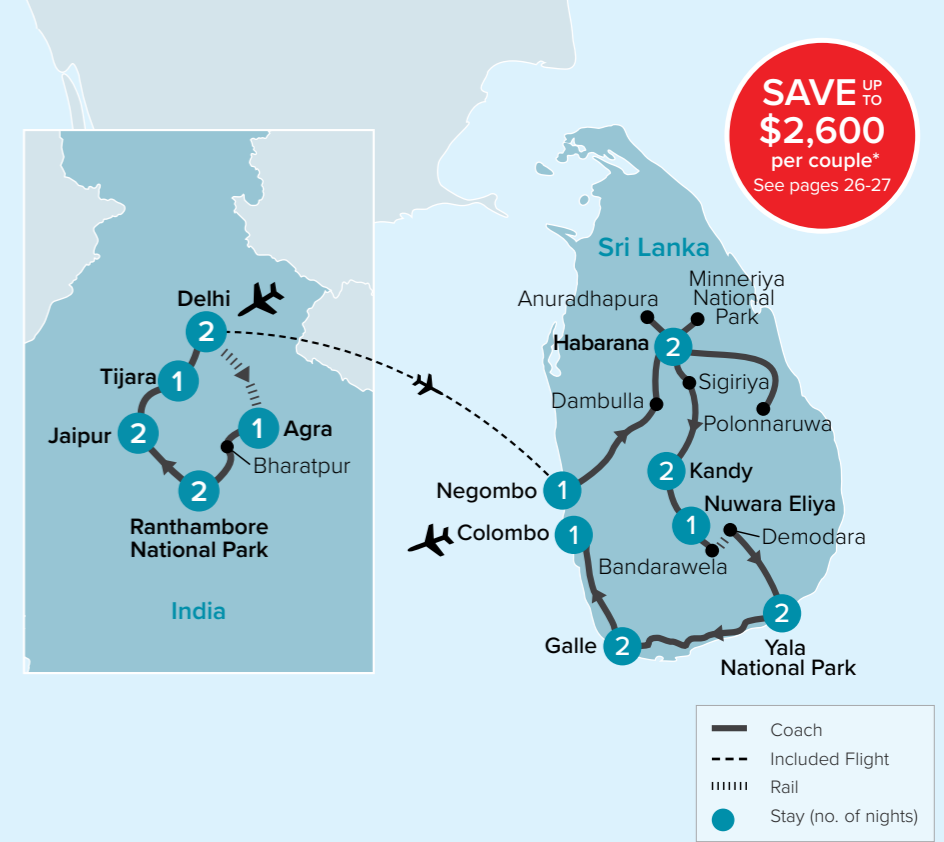 SAVE UP TO
$2,600
per couple*
See pages 26-27
Delhi
2
Tijara 1
Jaipur 2
1 Agra
Bharatpur
2
Ranthambore
National Park
India
Sri Lanka
Minneriya
National
Park
Anuradhapura
Habarana 2
Sigiriya
Dambulla
Polonnaruwa
2 Kandy
Negombo 1
Nuwara Eliya
1
Colombo 1
Demodara
Bandarawela
2
Yala
National Park
Galle 2
Coach
Included Flight
Rail
Stay (no. of nights)